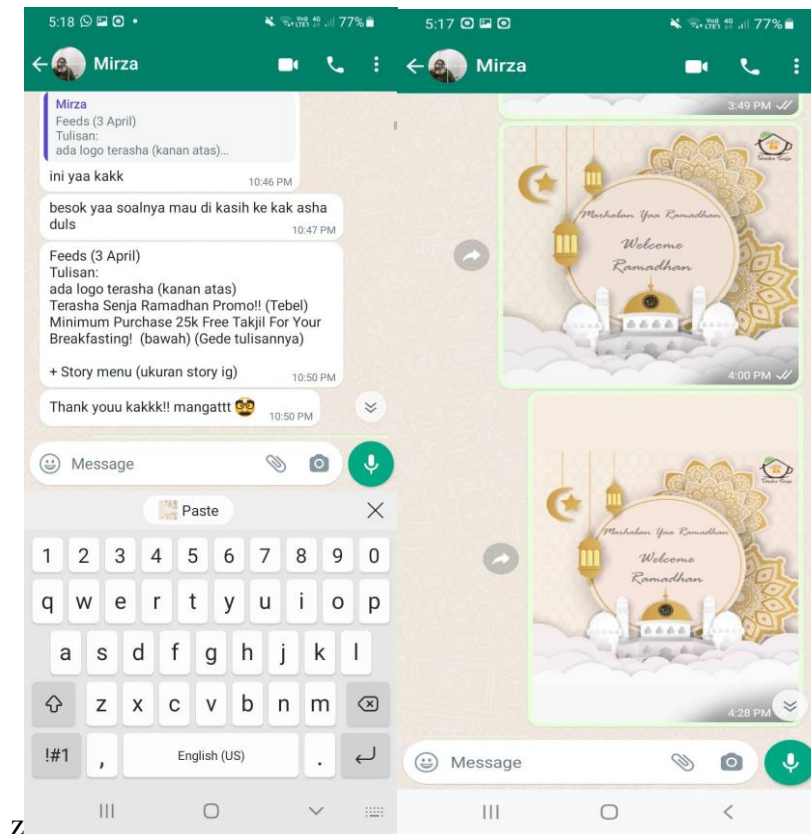 5:18
77%
Mirza
Mirza
Feeds (3 April)
Tulisan:
ada logo terasha (kanan atas)...
ini yaa kakk
10:46 PM
besok yaa soalnya mau di kasih ke kak asha
duls
10:47 PM
Feeds (3 April)
Tulisan:
ada logo terasha (kanan atas)
Terasha Senja Ramadhan Promo!! (Tebel)
Minimum Purchase 25k Free Takjil For Your
Breakfasting! (bawah) (Gede tulisannya)
+ Story menu (ukuran story ig)
10:50 PM
Thank youu kakkk!! mangattt
10:50 PM
Message
Paste
1 2 3 4 5 6 7 8 9 0
q w e r t y u i o p
a s d f g h j k l
z x c v b n m
!#1 , English (US) .
z
5:17
77%
Mirza
3:49 PM
Marhaban Yaa Ramadhan
Welcome
Ramadhan
4:00 PM
Marhaban Yaa Ramadhan
Welcome
Ramadhan
4:28 PM
Message